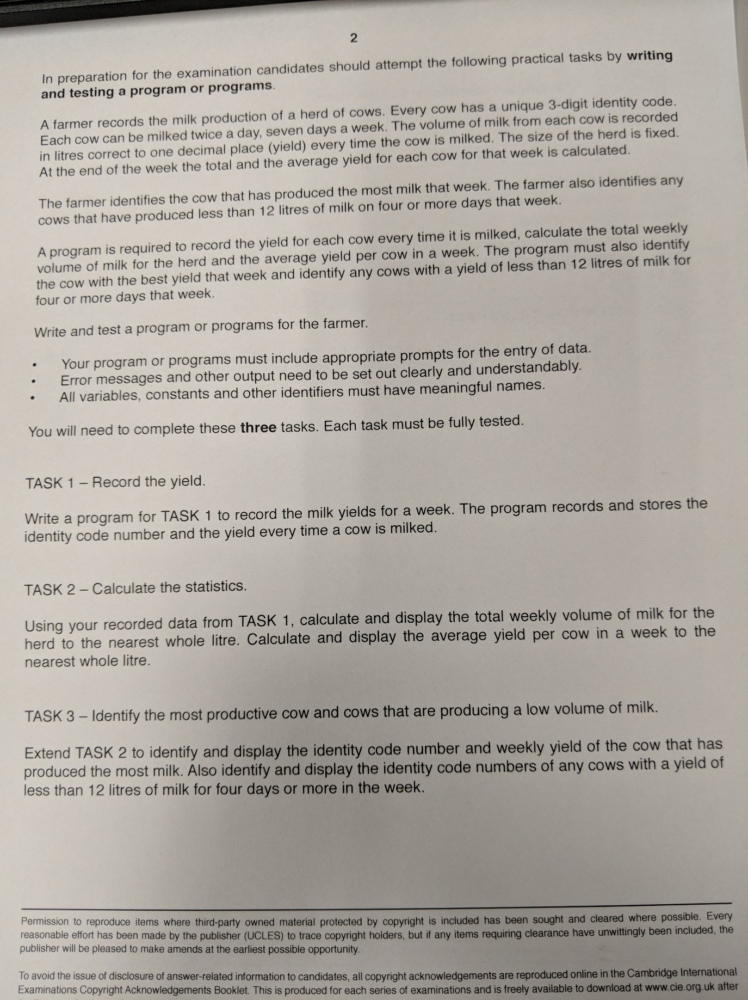 2
In preparation for the examination candidates should attempt the following practical tasks by writing
and testing a program or programs.
A farmer records the milk production of a herd of cows. Every cow has a unique 3-digit identity code.
Each cow can be milked twice a day, seven days a week. The volume of milk from each cow is recorded
in litres correct to one decimal place (yield) every time the cow is milked. The size of the herd is fixed.
At the end of the week the total and the average yield for each cow for that week is calculated.
The farmer identifies the cow that has produced the most milk that week. The farmer also identifies any
cows that have produced less than 12 litres of milk on four or more days that week.
A program is required to record the yield for each cow every time it is milked, calculate the total weekly
volume of milk for the herd and the average yield per cow in a week. The program must also identify
the cow with the best yield that week and identify any cows with a yield of less than 12 litres of milk for
four or more days that week.
Write and test a program or programs for the farmer.
• Your program or programs must include appropriate prompts for the entry of data.
• Error messages and other output need to be set out clearly and understandably.
• All variables, constants and other identifiers must have meaningful names.
You will need to complete these three tasks. Each task must be fully tested.
TASK 1 – Record the yield.
Write a program for TASK 1 to record the milk yields for a week. The program records and stores the
identity code number and the yield every time a cow is milked.
TASK 2 – Calculate the statistics.
Using your recorded data from TASK 1, calculate and display the total weekly volume of milk for the
herd to the nearest whole litre. Calculate and display the average yield per cow in a week to the
nearest whole litre.
TASK 3 – Identify the most productive cow and cows that are producing a low volume of milk.
Extend TASK 2 to identify and display the identity code number and weekly yield of the cow that has
produced the most milk. Also identify and display the identity code numbers of any cows with a yield of
less than 12 litres of milk for four days or more in the week.
Permission to reproduce items where third-party owned material protected by copyright is included has been sought and cleared where possible. Every
reasonable effort has been made by the publisher (UCLES) to trace copyright holders, but if any items requiring clearance have unwittingly been included, the
publisher will be pleased to make amends at the earliest possible opportunity.
To avoid the issue of disclosure of answer-related information to candidates, all copyright acknowledgements are reproduced online in the Cambridge International
Examinations Copyright Acknowledgements Booklet. This is produced for each series of examinations and is freely available to download at www.cie.org.uk after